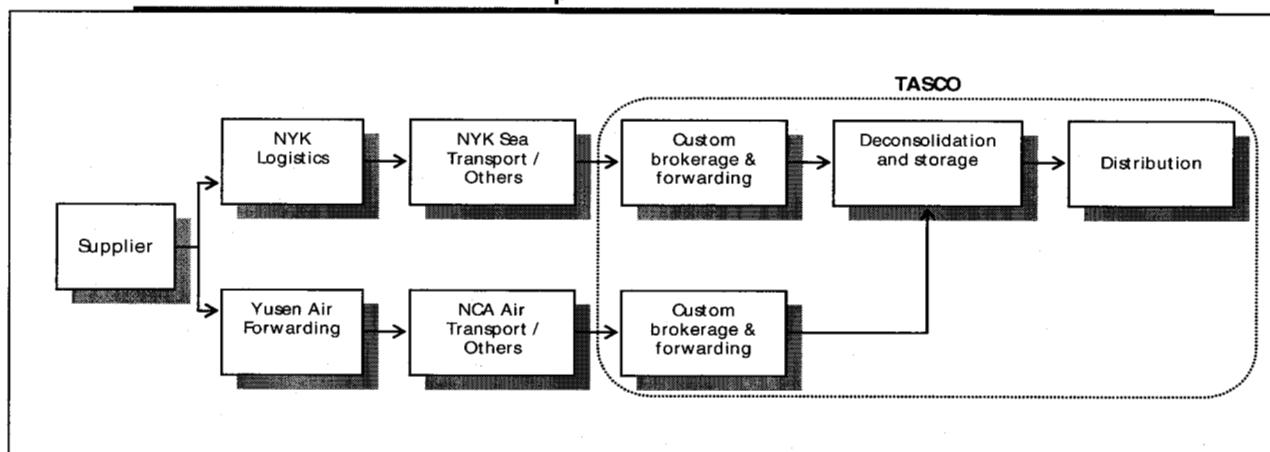 TASCO
NYK
Logistics
NYK Sea
Transport /
Others
Custom
brokerage &
forwarding
Deconsolidation
and storage
Distribution
Supplier
Yusen Air
Forwarding
NCA Air
Transport /
Others
Custom
brokerage &
forwarding